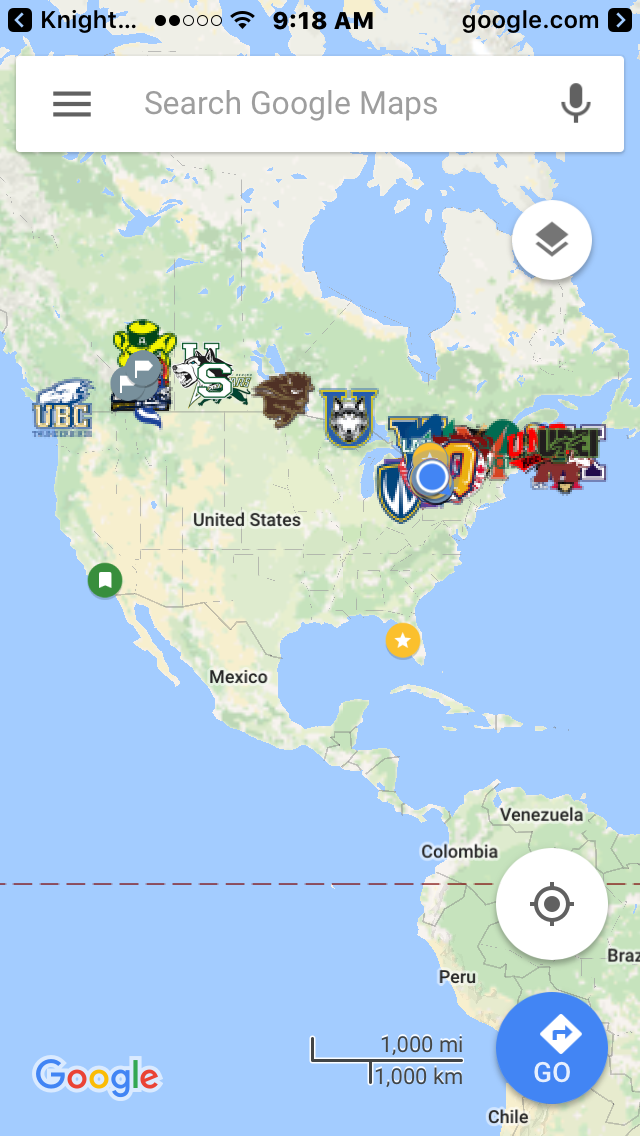 Knight... 9:18 AM google.com
Search Google Maps
UBC
THUNDERBIRDS
U
S
United States
Mexico
Venezuela
Colombia
Braz
Peru
1,000 mi
1,000 km
Google
GO
Chile